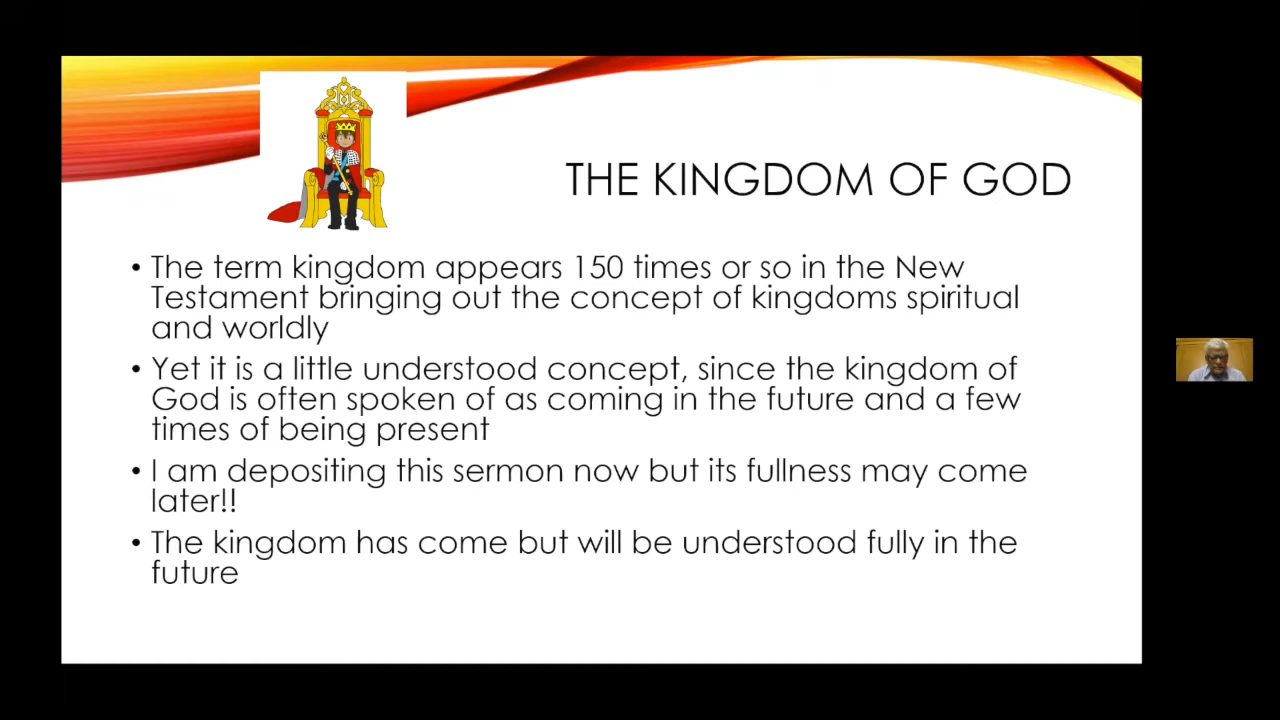 THE KINGDOM OF GOD
• The term kingdom appears 150 times or so in the New
Testament bringing out the concept of kingdoms spiritual
and worldly
• Yet it is a little understood concept, since the kingdom of
God is often spoken of as coming in the future and a few
times of being present
• I am depositing this sermon now but its fullness may come
later!!
• The kingdom has come but will be understood fully in the
future